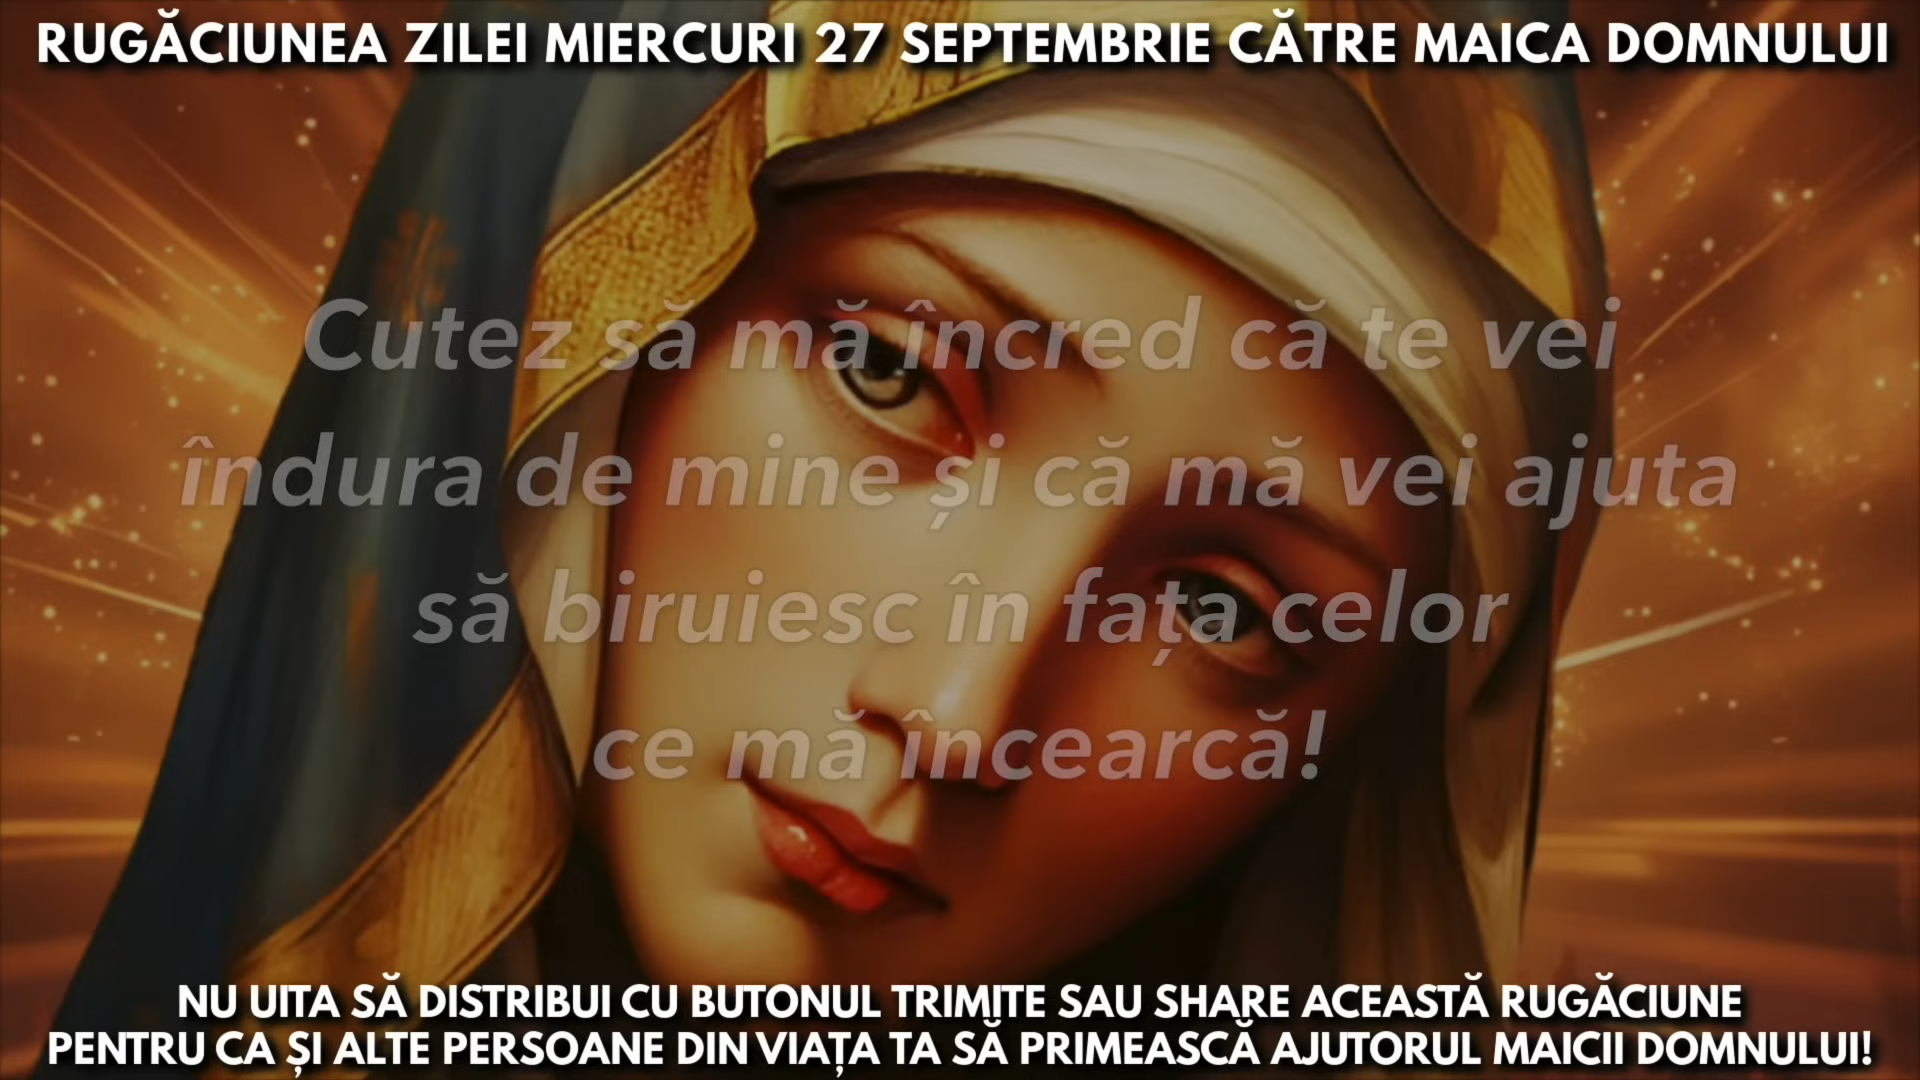 RUGĂCIUNEA ZILEI MIERCURI 27 SEPTEMBRIE CĂTRE MAICA DOMNULUI
Cutez să mă încred că te vei
îndura de mine și că mă vei ajuta
să biruiesc în fața celor
ce mă încearcă!
NU UITA SĂ DISTRIBUI CU BUTONUL TRIMITE SAU SHARE ACEASTĂ RUGĂCIUNE
PENTRU CA ȘI ALTE PERSOANE DIN VIAȚA TA SĂ PRIMEASCĂ AJUTORUL MAICII DOMNULUI!